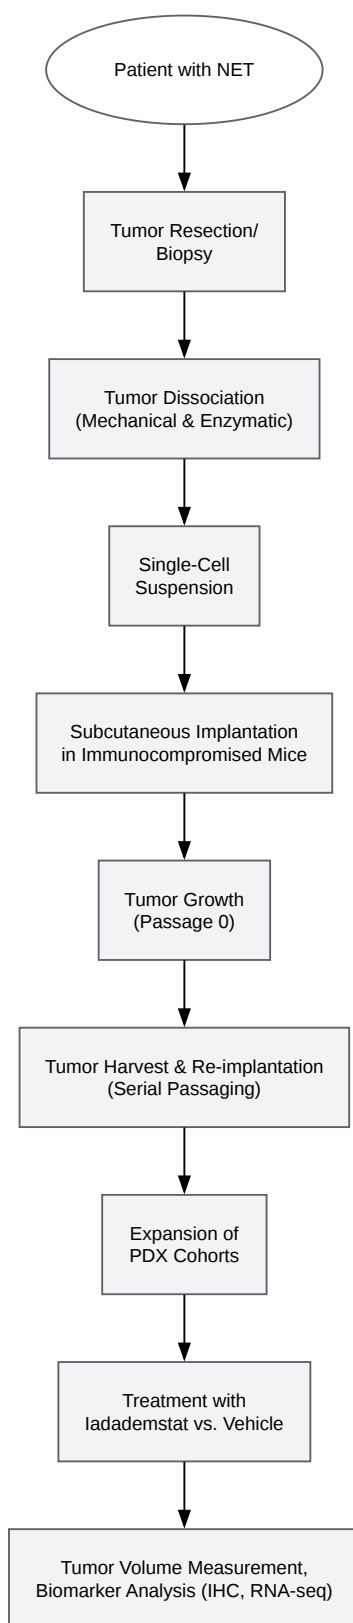 Patient with NET
Tumor Resection/
Biopsy
Tumor Dissociation
(Mechanical & Enzymatic)
Single-Cell
Suspension
Subcutaneous Implantation
in Immunocompromised Mice
Tumor Growth
(Passage 0)
Tumor Harvest & Re-implantation
(Serial Passaging)
Expansion of
PDX Cohorts
Treatment with
Iadademstat vs. Vehicle
Tumor Volume Measurement,
Biomarker Analysis (IHC, RNA-seq)